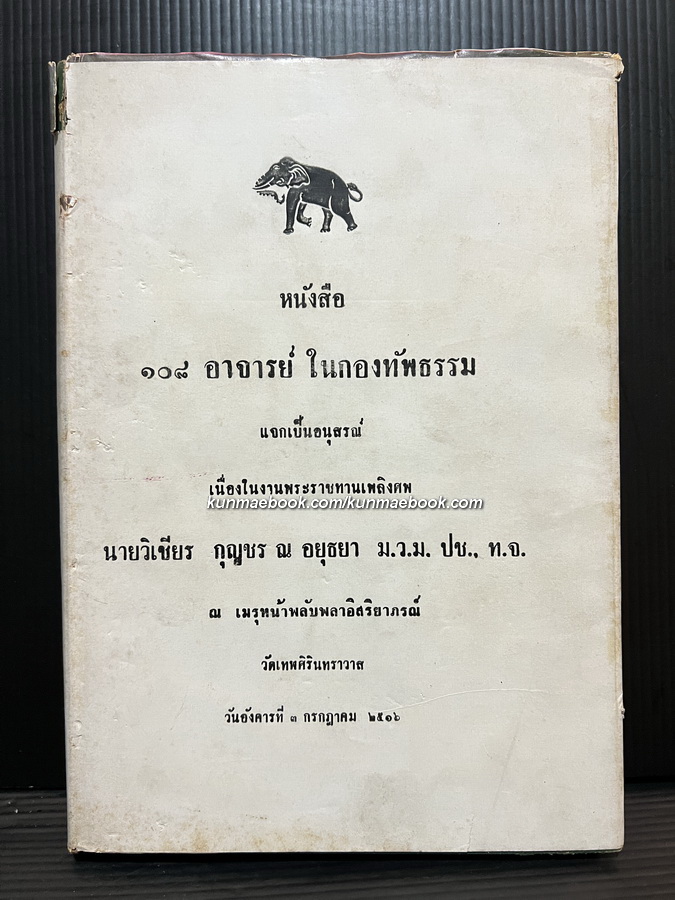 หนังสือ
๑๐๘ อาจารย์ ในกองทัพธรรม
แจกเป็นอนุสรณ์
เนื่องในงานพระราชทานเพลิงศพ
kunmaebook.com/kunmaebook.com
นายวิเชียร กุญชร ณ อยุธยา ม.ว.ม. ปช., ท.จ.
ณ เมรุหน้าพลับพลาอิสริยาภรณ์
วัดเทพศิรินทราวาส
วันอังคารที่ ๓ กรกฎาคม ๒๕๑๖